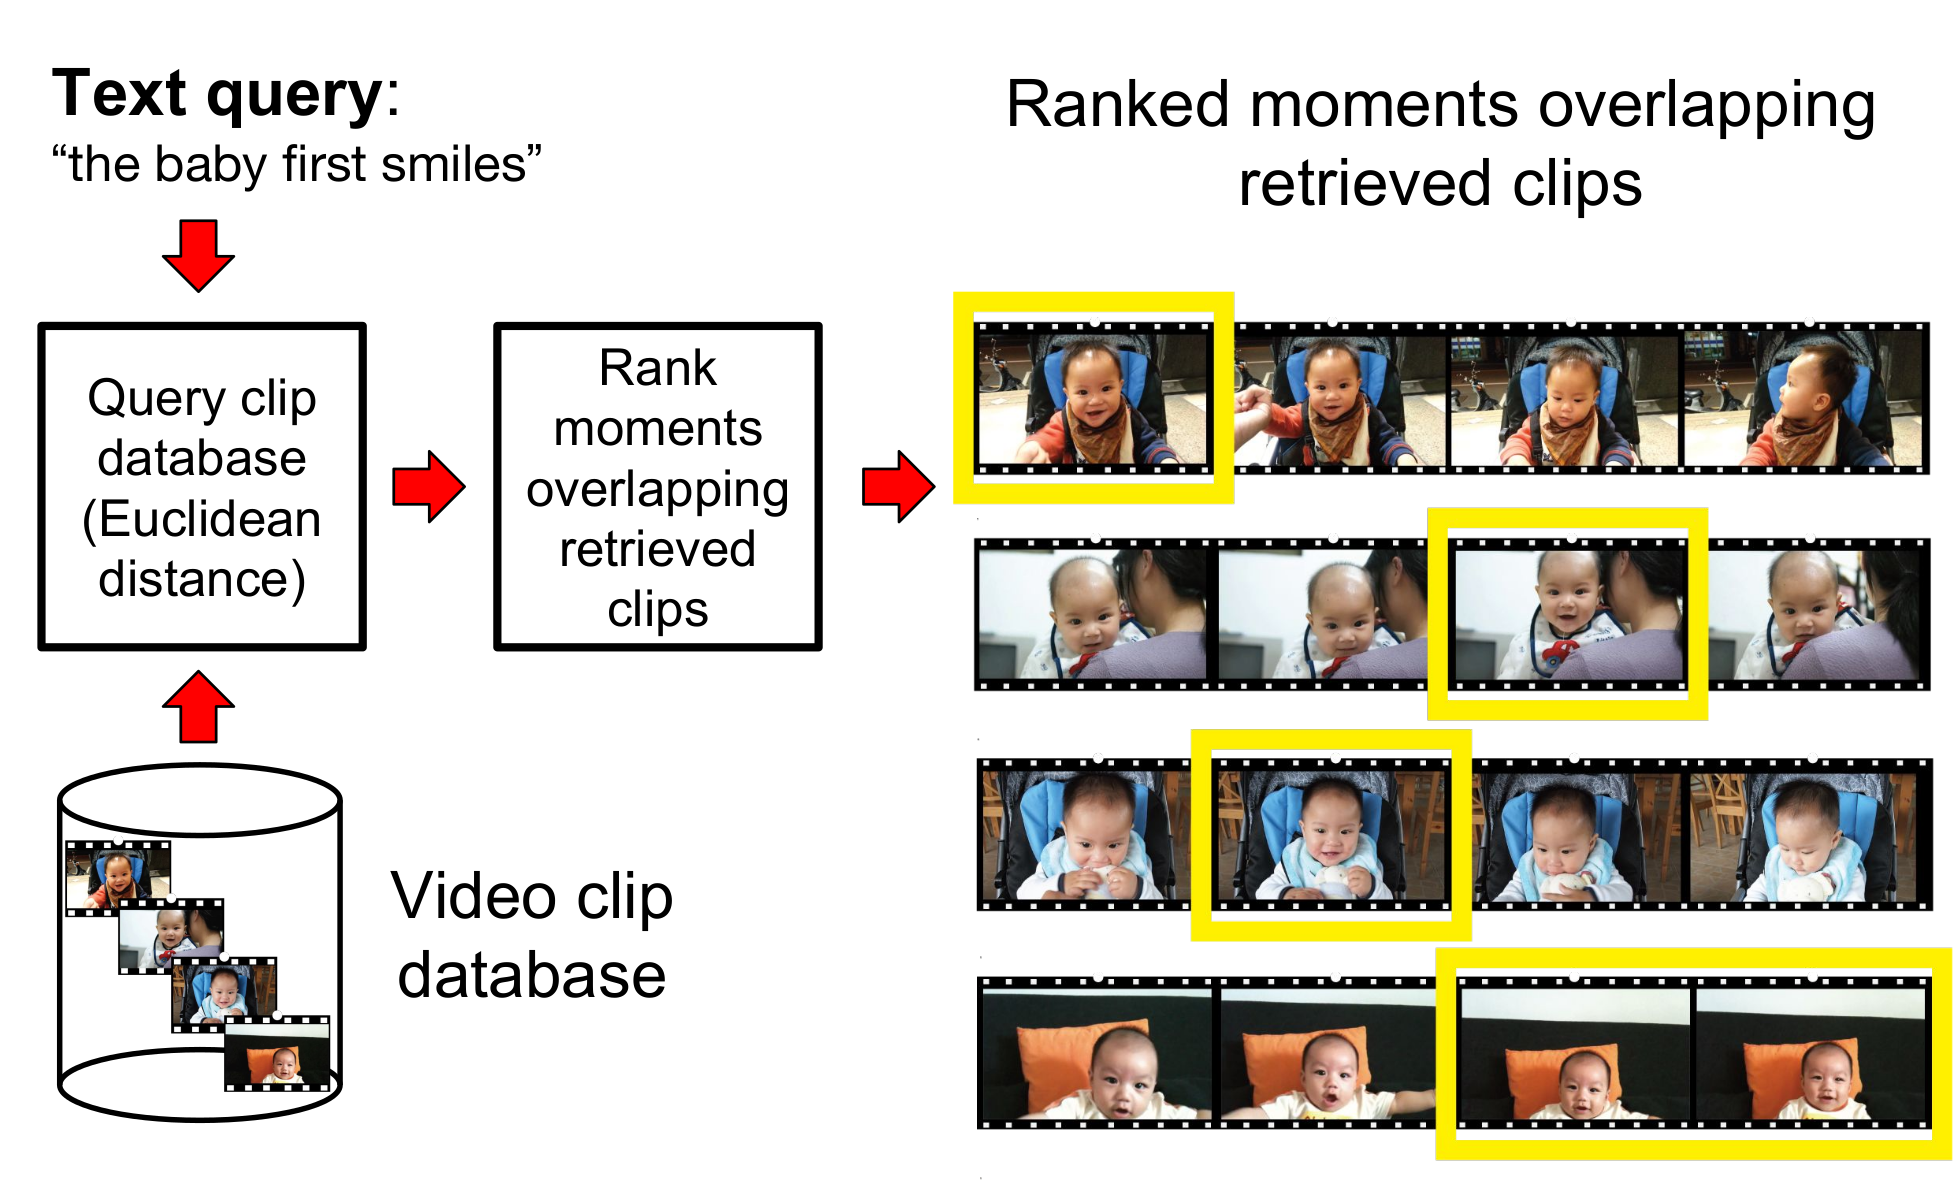 Text query:
“the baby first smiles”
Ranked moments overlapping
retrieved clips
Query clip
database
(Euclidean
distance)
Rank
moments
overlapping
retrieved
clips
Video clip
database